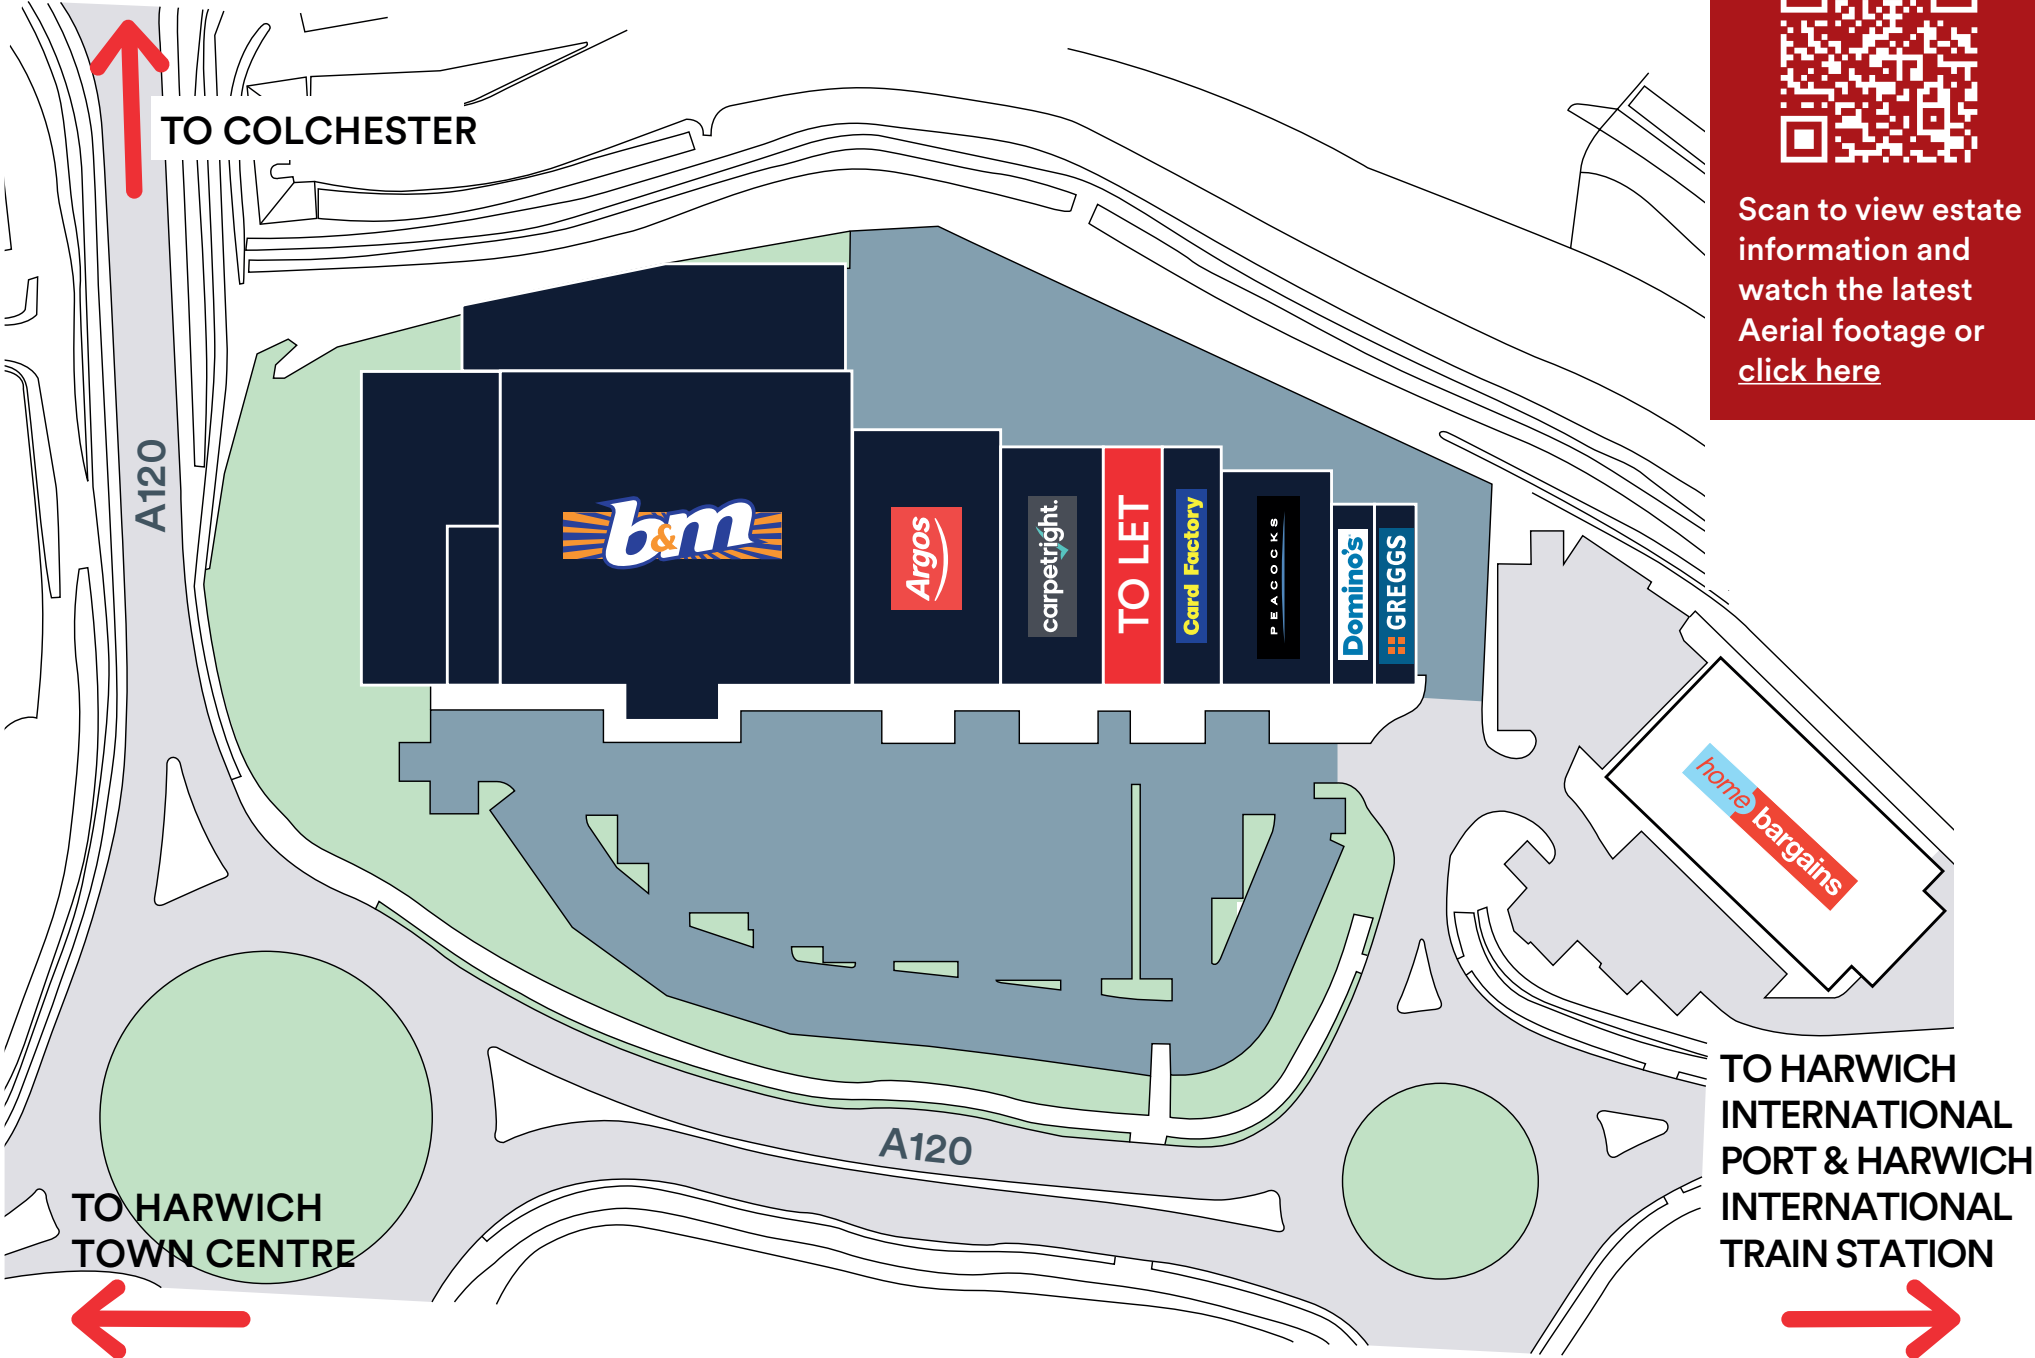 TO COLCHESTER
Scan to view estate
information and
watch the latest
Aerial footage or
click here
A120
b&m
Argos
carpetright.
TO LET
Card Factory
PEACOCKS
Domino's
GREGGS
home
bargains
A120
TO HARWICH
TOWN CENTRE
TO HARWICH
INTERNATIONAL
PORT & HARWICH
INTERNATIONAL
TRAIN STATION